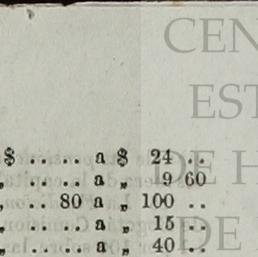 CEN
EST
DE H
DE
$ .. .. a $ 24 ..
„ .. .. a „ 9 60
„ .. 80 a „ 100 ..
„ .. .. a „ 15 ..
„ .. .. a „ 40 ..